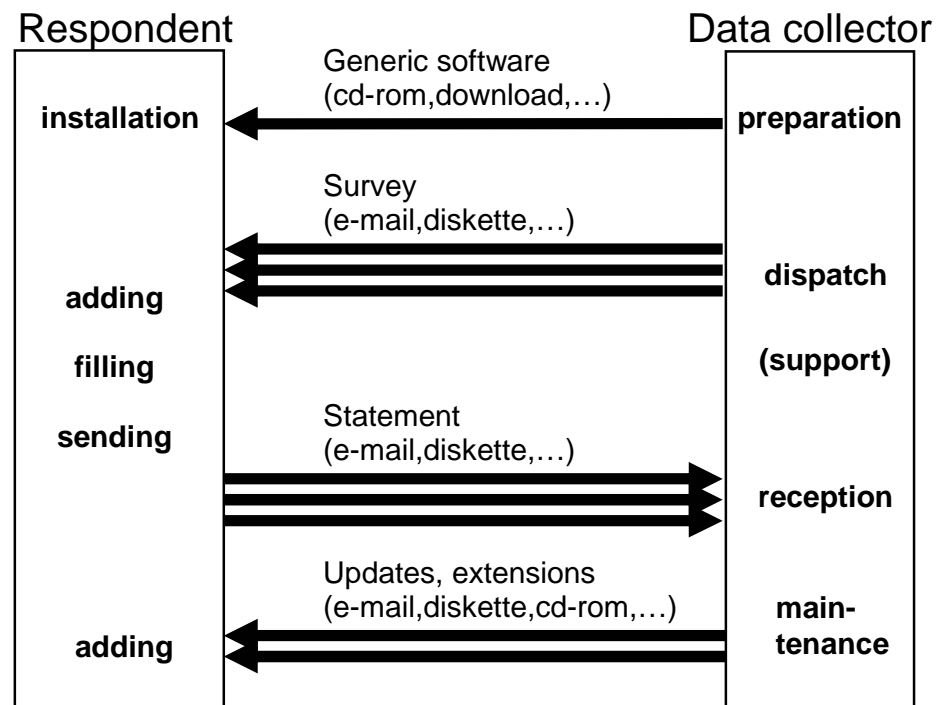 Respondent
Data collector
Generic software
(cd-rom,download,…)
installation
preparation
Survey
(e-mail,diskette,…)
dispatch
adding
filling
(support)
Statement
sending
(e-mail,diskette,…)
reception
Updates, extensions
(e-mail,diskette,cd-rom,…)
main-
tenance
adding